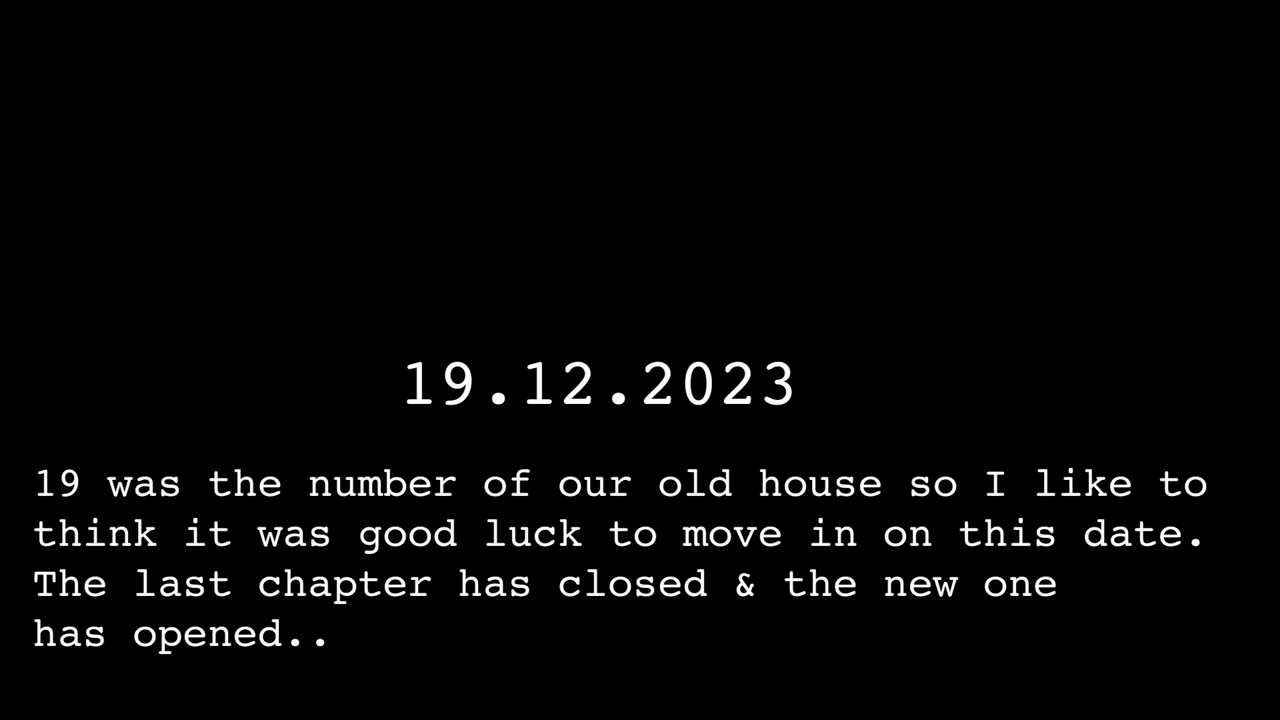 19.12.2023
19 was the number of our old house so I like to
think it was good luck to move in on this date.
The last chapter has closed & the new one
has opened..